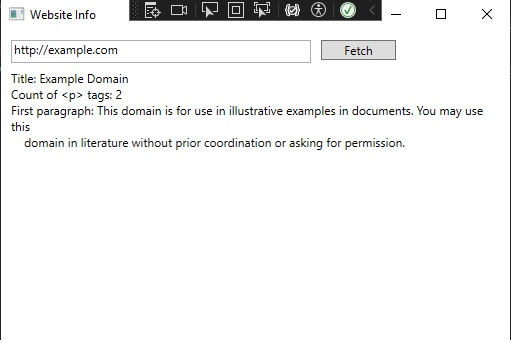 Website Info
http://example.com
Fetch
Title: Example Domain
Count of <p> tags: 2
First paragraph: This domain is for use in illustrative examples in documents. You may use
this
domain in literature without prior coordination or asking for permission.